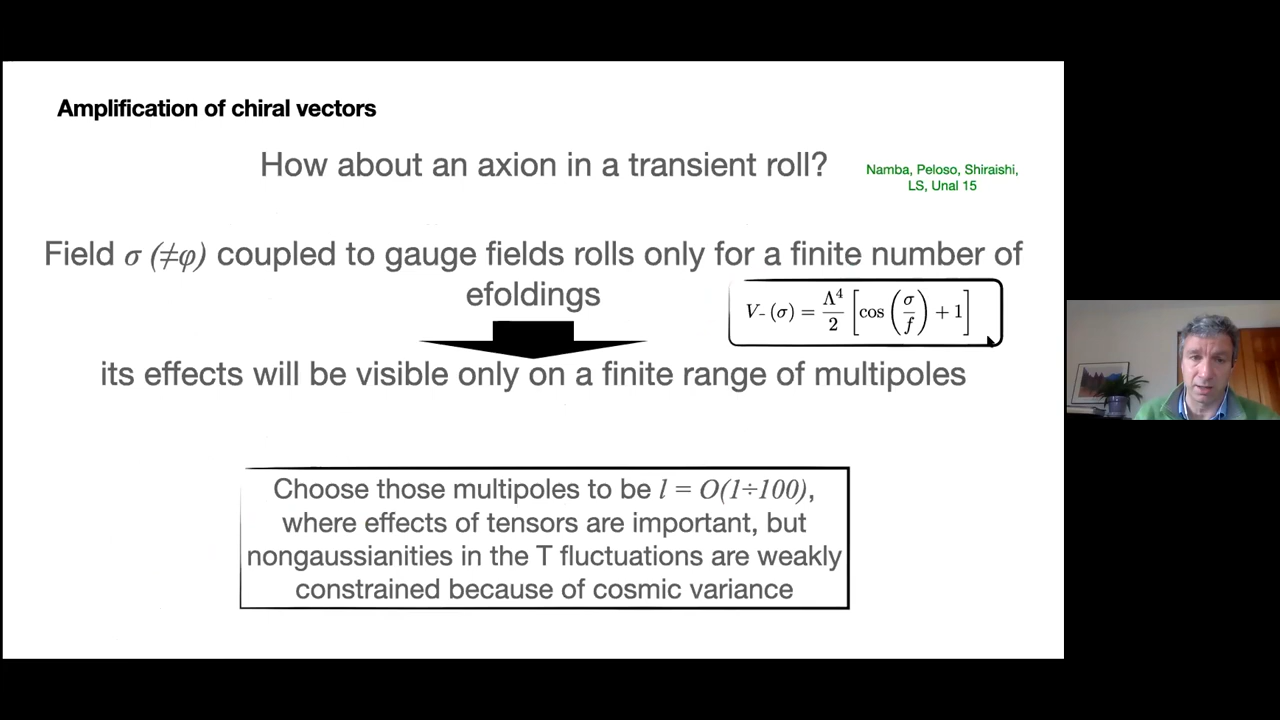 Amplification of chiral vectors
How about an axion in a transient roll?
Namba, Peloso, Shiraishi,
LS, Unal 15
Field σ (≠φ) coupled to gauge fields rolls only for a finite number of
efoldings
V₋ (σ) = Λ⁴/2 [cos (σ/f) + 1]
its effects will be visible only on a finite range of multipoles
Choose those multipoles to be l = O(1÷100),
where effects of tensors are important, but
nongaussianities in the T fluctuations are weakly
constrained because of cosmic variance